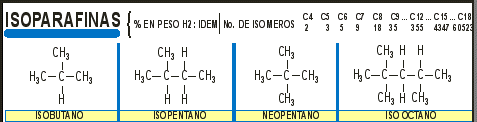 ISOPARAFINAS
% EN PESO H2: IDEM
No. DE ISOMEROS
C4 C5 C6 C7 C8 C9... C12 ... C15 ... C18
2 3 5 9 18 35 355 4347 60523
CH3
H3C—C—CH3
H
ISOBUTANO
CH3 H
H3C—C—C—CH3
H H
ISOPENTANO
CH3
H3C—C—CH3
CH3
NEOPENTANO
CH3 H H
H3C—C—C—C—CH3
CH3 H CH3
ISO OCTANO